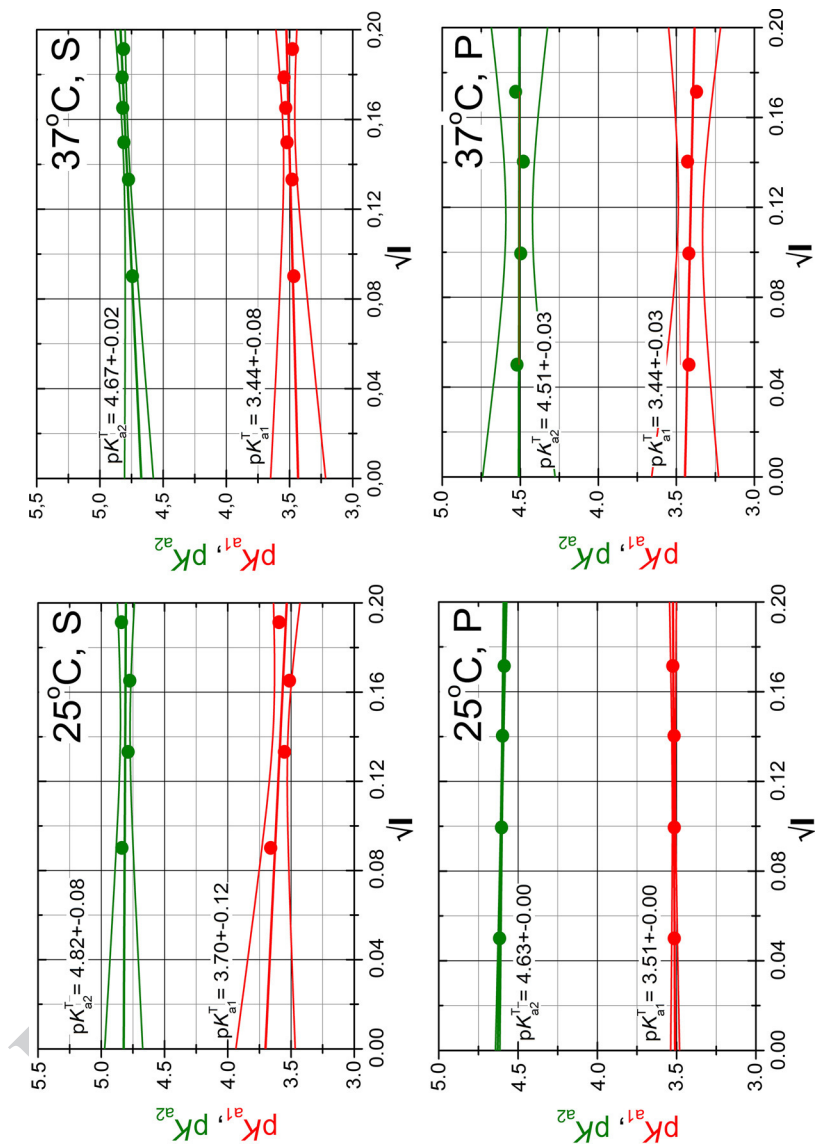 25°C, S
5.5
5.0
4.5
4.0
3.5
3.0
pKa1, pKa2
pK^T_a2 = 4.82+-0.08
pK^T_a1 = 3.70+-0.12
0.00 0.04 0.08 0.12 0.16 0.20
√I
37°C, S
5,5
5,0
4,5
4,0
3,5
3,0
pKa1, pKa2
pK^T_a2 = 4.67+-0.02
pK^T_a1 = 3.44+-0.08
0,00 0,04 0,08 0,12 0,16 0,20
√I
25°C, P
5.0
4.5
4.0
3.5
3.0
pKa1, pKa2
pK^T_a2 = 4.63+-0.00
pK^T_a1 = 3.51+-0.00
0.00 0.04 0.08 0.12 0.16 0.20
√I
37°C, P
5.0
4.5
4.0
3.5
3.0
pKa1, pKa2
pK^T_a2 = 4.51+-0.03
pK^T_a1 = 3.44+-0.03
0.00 0.04 0.08 0.12 0.16 0.20
√I